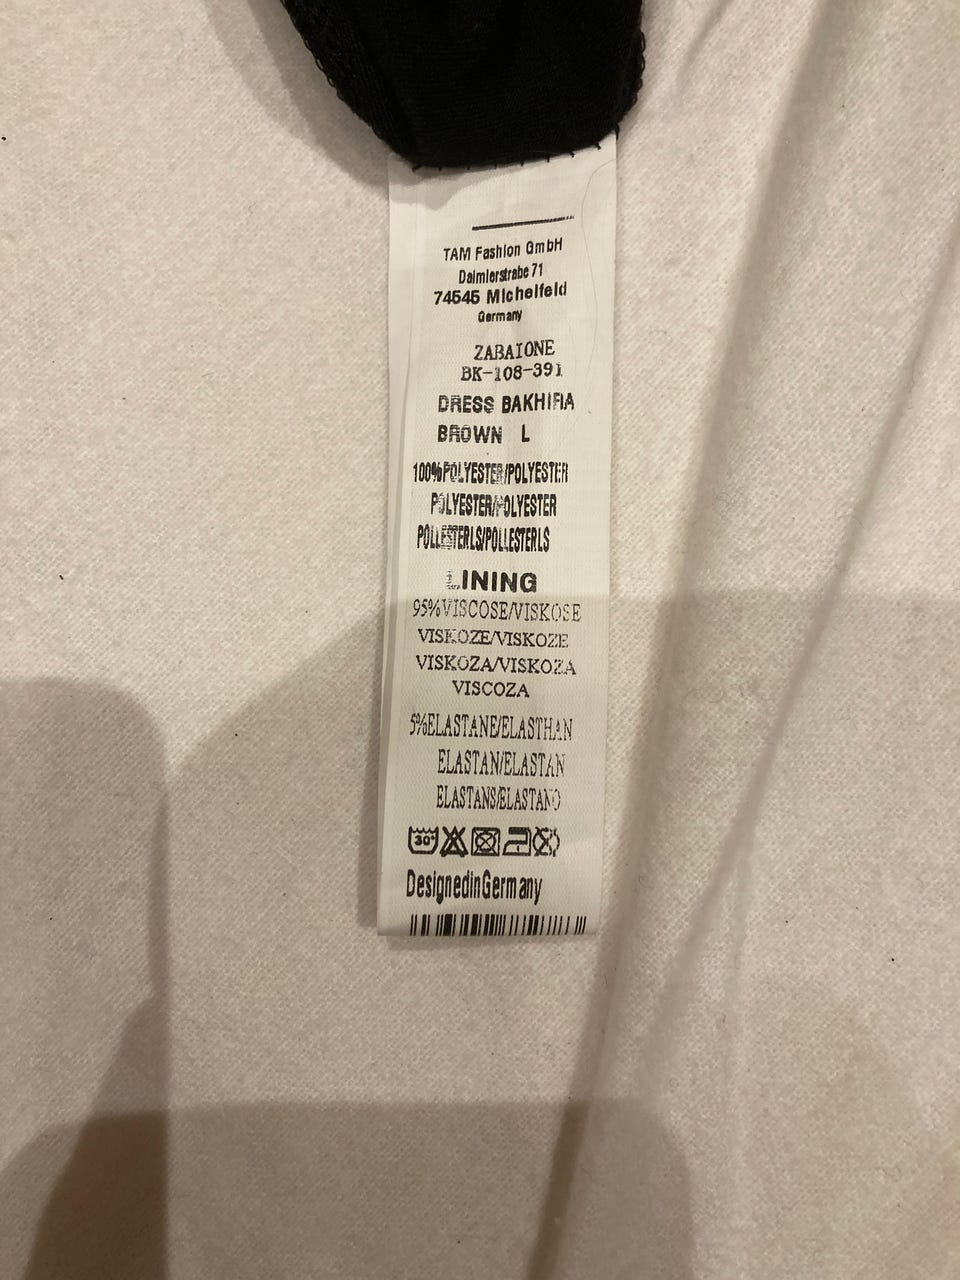 TAM Fashion GmbH
Daimlerstrabe 71
74545 Michelfeld
Germany
ZABAIONE
BK-108-391
DRESS BAKHIRA
BROWN L
100%POLYESTER/POLYESTER
POLYESTER/POLYESTER
POLLESTERLS/POLLESTERLS
LINING
95%VISCOSE/VISKOSE
VISKOZE/VISKOZE
VISKOZA/VISKOZA
VISCOZA
5%ELASTANE/ELASTHAN
ELASTAN/ELASTAN
ELASTANS/ELASTANO
30°
DesignedinGermany